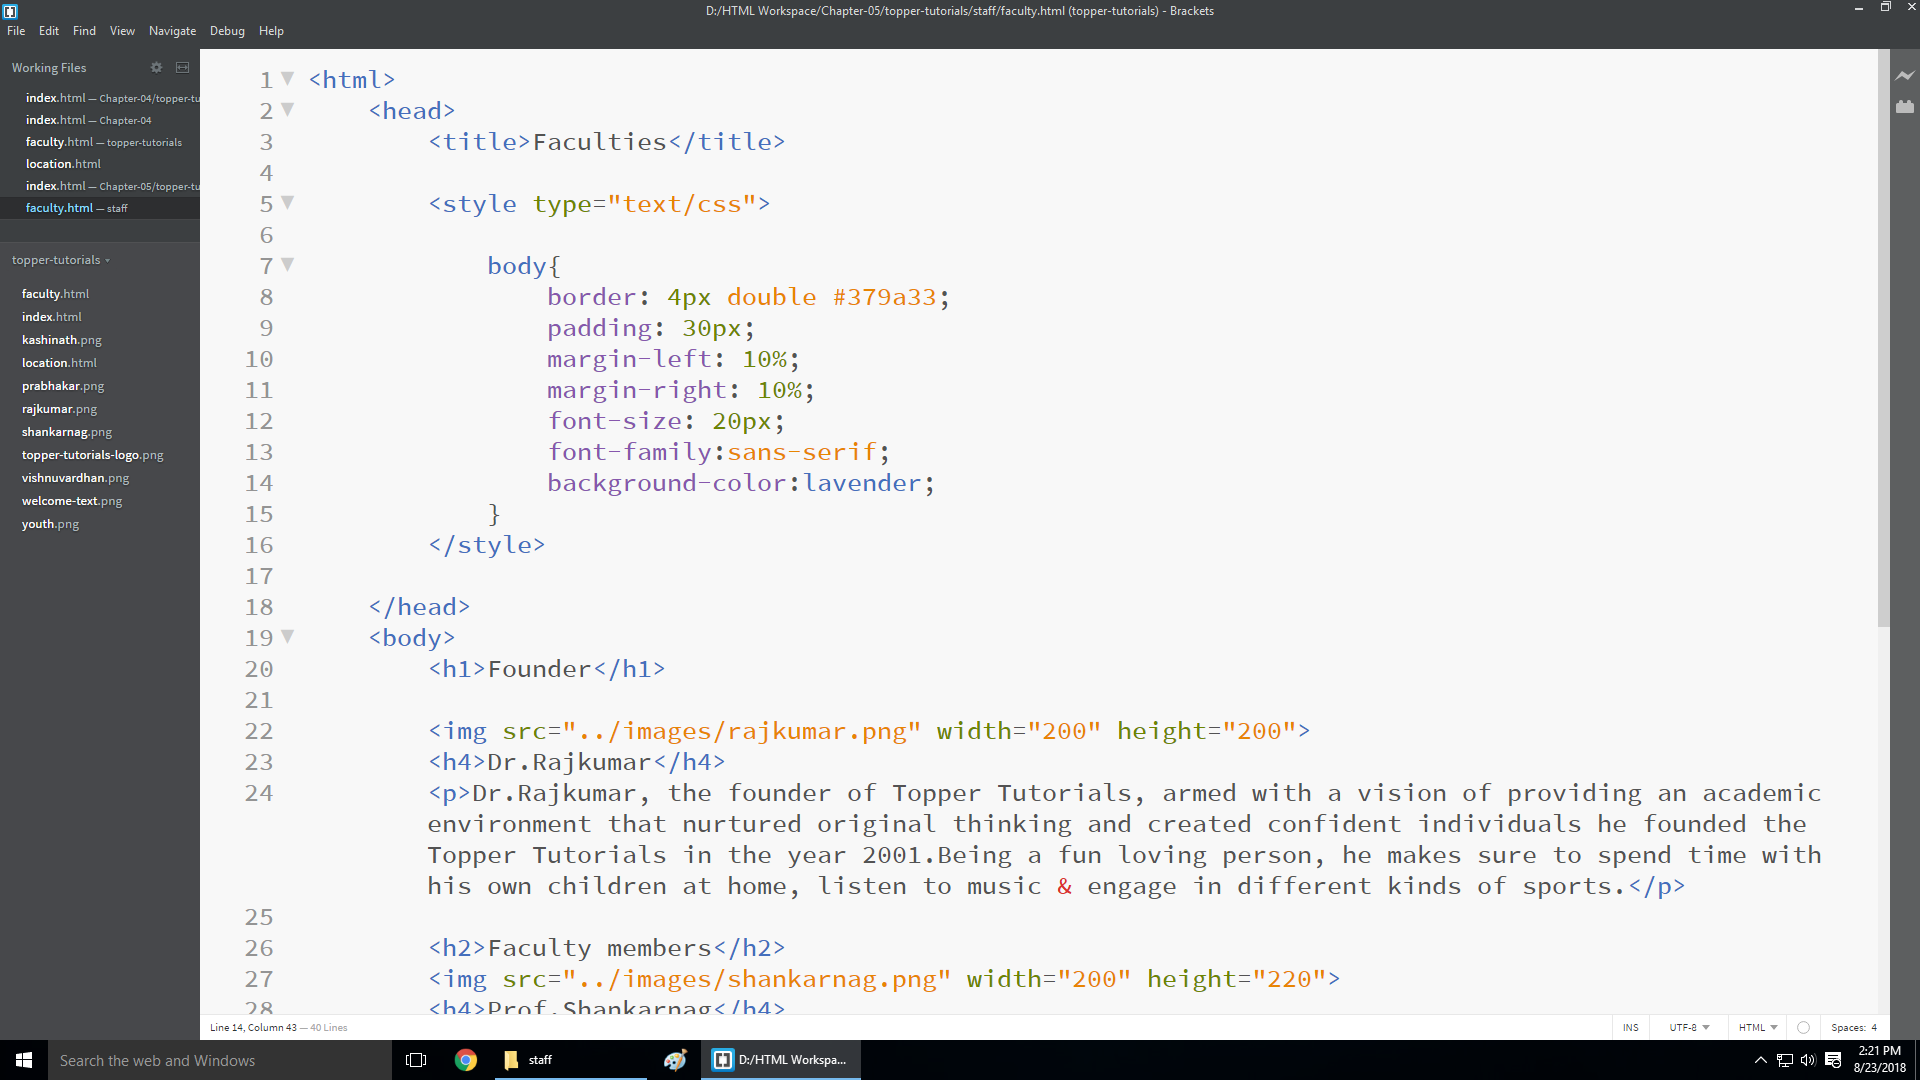 D:/HTML Workspace/Chapter-05/topper-tutorials/staff/faculty.html (topper-tutorials) - Brackets
File Edit Find View Navigate Debug Help
Working Files
index.html — Chapter-04/topper-tu
index.html — Chapter-04
faculty.html — topper-tutorials
location.html
index.html — Chapter-05/topper-tu
faculty.html — staff
topper-tutorials
faculty.html
index.html
kashinath.png
location.html
prabhakar.png
rajkumar.png
shankarnag.png
topper-tutorials-logo.png
vishnuvardhan.png
welcome-text.png
youth.png
1 <html>
2 <head>
3 <title>Faculties</title>
4
5 <style type="text/css">
6
7 body{
8 border: 4px double #379a33;
9 padding: 30px;
10 margin-left: 10%;
11 margin-right: 10%;
12 font-size: 20px;
13 font-family:sans-serif;
14 background-color:lavender;
15 }
16 </style>
17
18 </head>
19 <body>
20 <h1>Founder</h1>
21
22 <img src="../images/rajkumar.png" width="200" height="200">
23 <h4>Dr.Rajkumar</h4>
24 <p>Dr.Rajkumar, the founder of Topper Tutorials, armed with a vision of providing an academic
environment that nurtured original thinking and created confident individuals he founded the
Topper Tutorials in the year 2001.Being a fun loving person, he makes sure to spend time with
his own children at home, listen to music & engage in different kinds of sports.</p>
25
26 <h2>Faculty members</h2>
27 <img src="../images/shankarnag.png" width="200" height="220">
28 <h4>Prof.Shankarnag</h4>
Line 14, Column 43 — 40 Lines
INS UTF-8 HTML Spaces: 4
Search the web and Windows
staff
D:/HTML Workspa...
2:21 PM
8/23/2018